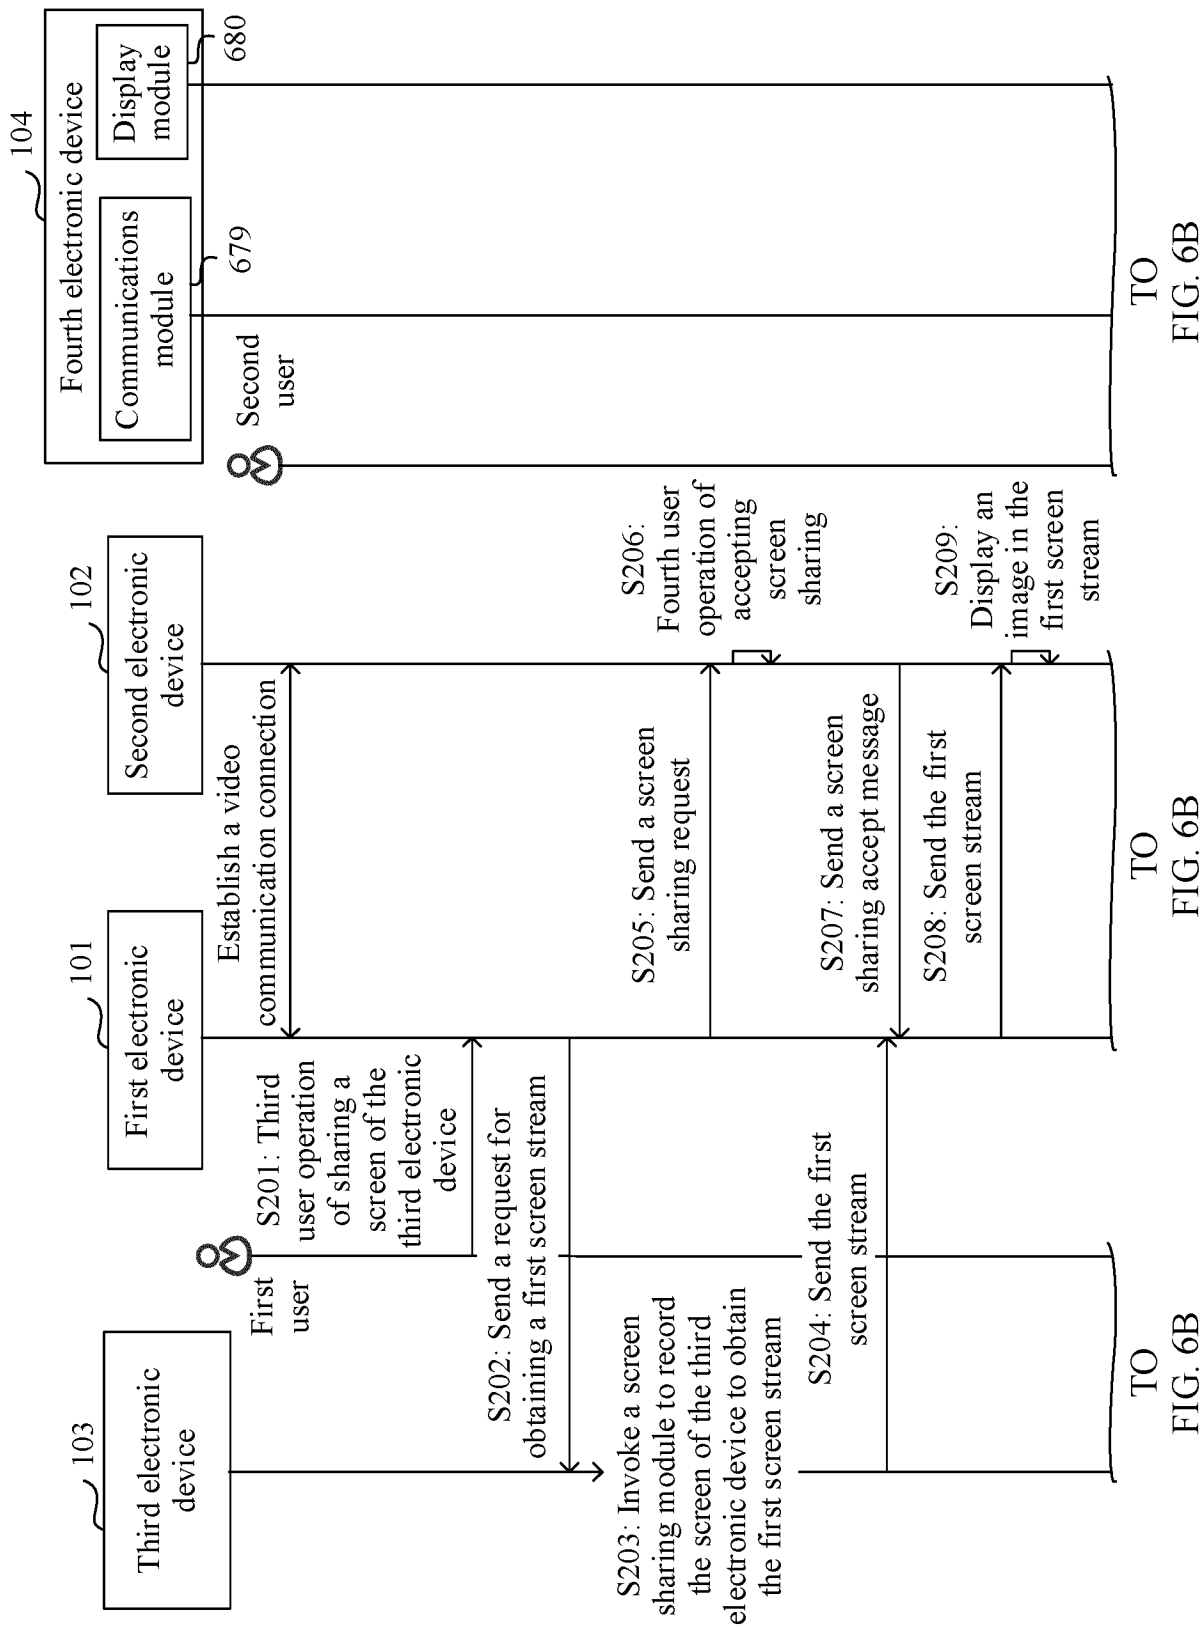 103
Third electronic
device
First user
101
First electronic
device
102
Second electronic
device
Second
user
104
Fourth electronic device
Communications
module
679
Display
module
680
Establish a video
communication connection
S201: Third
user operation
of sharing a
screen of the
third electronic
device
S202: Send a request for
obtaining a first screen stream
S203: Invoke a screen
sharing module to record
the screen of the third
electronic device to obtain
the first screen stream
S204: Send the first
screen stream
S205: Send a screen
sharing request
S206:
Fourth user
operation of
accepting
screen
sharing
S207: Send a screen
sharing accept message
S208: Send the first
screen stream
S209:
Display an
image in the
first screen
stream
TO
FIG. 6B
TO
FIG. 6B
TO
FIG. 6B